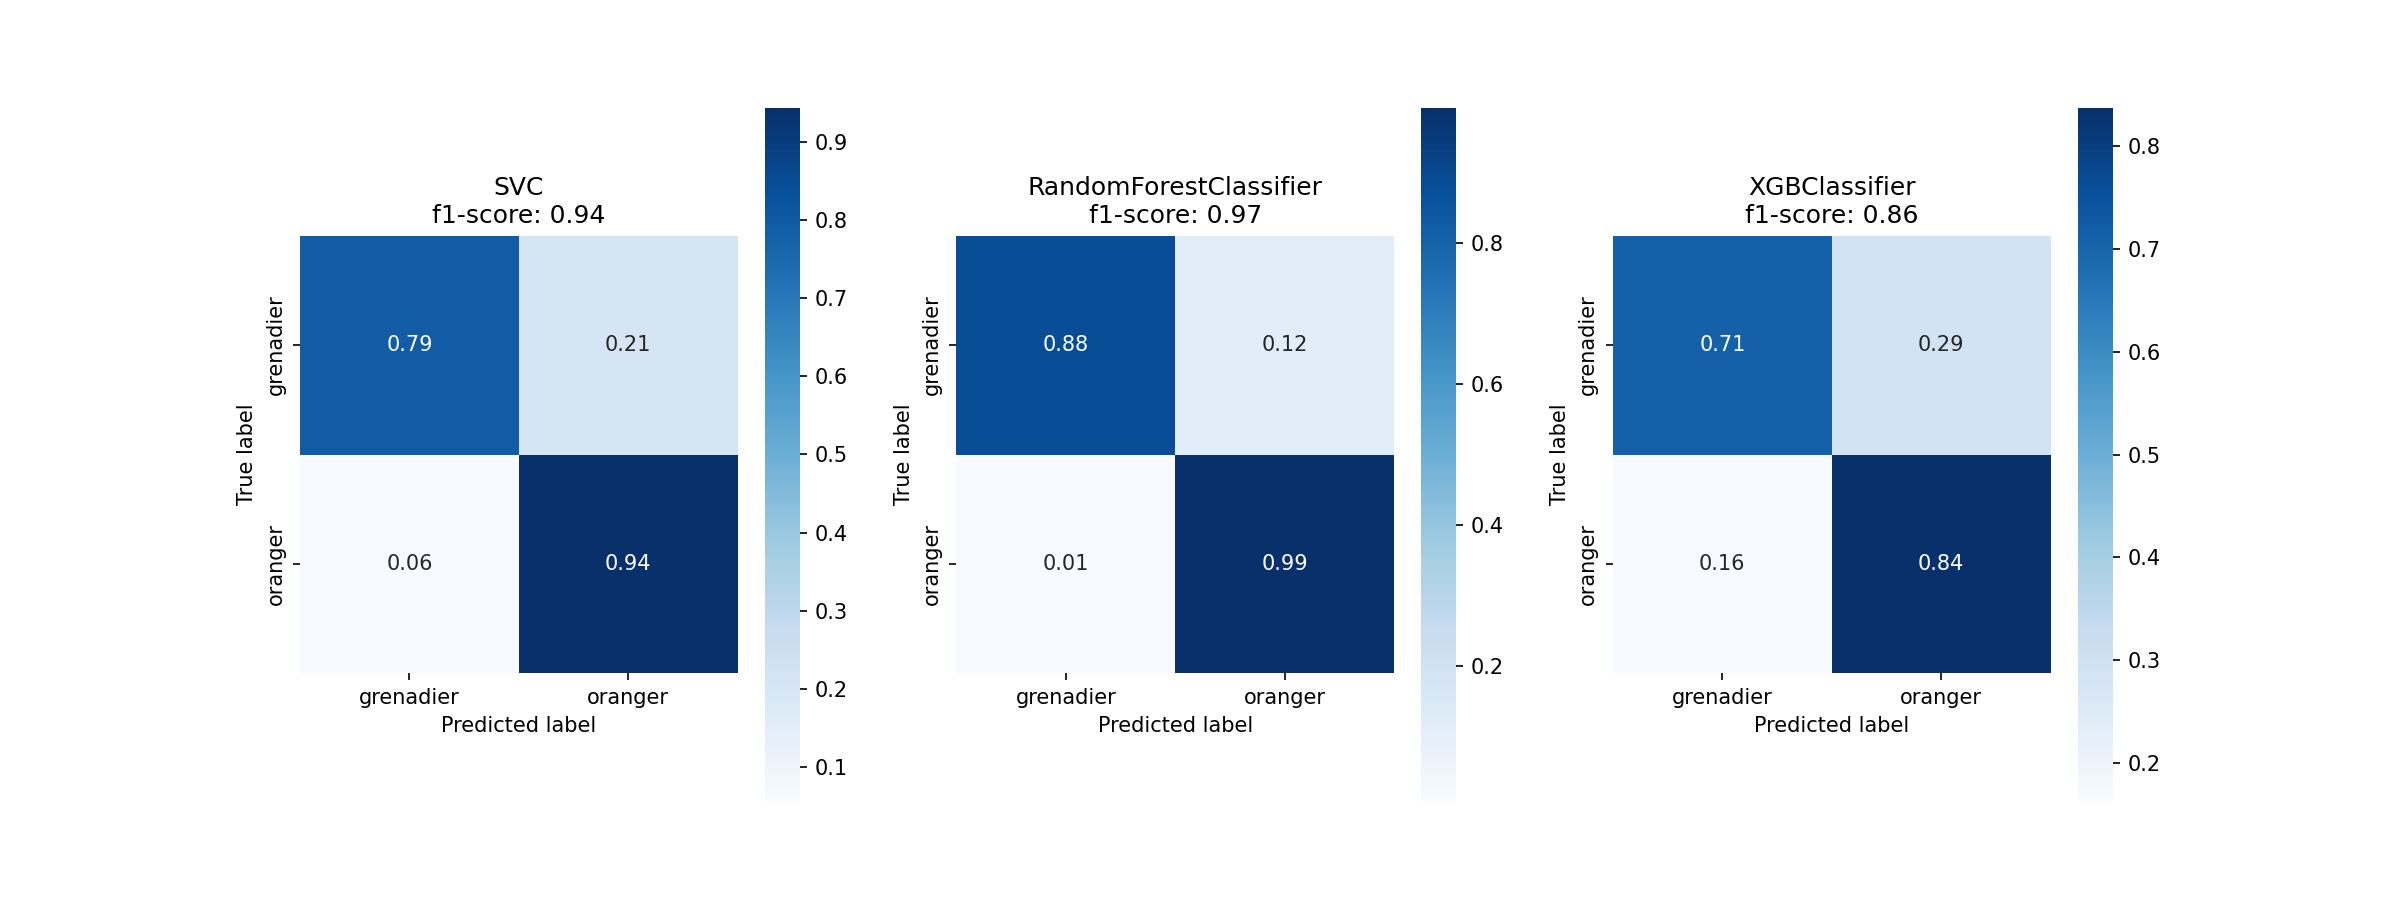 SVC
f1-score: 0.94
True label
grenadier
oranger
0.79
0.21
0.06
0.94
grenadier
oranger
Predicted label
0.9
0.8
0.7
0.6
0.5
0.4
0.3
0.2
0.1
RandomForestClassifier
f1-score: 0.97
True label
grenadier
oranger
0.88
0.12
0.01
0.99
grenadier
oranger
Predicted label
0.8
0.6
0.4
0.2
XGBClassifier
f1-score: 0.86
True label
grenadier
oranger
0.71
0.29
0.16
0.84
grenadier
oranger
Predicted label
0.8
0.7
0.6
0.5
0.4
0.3
0.2